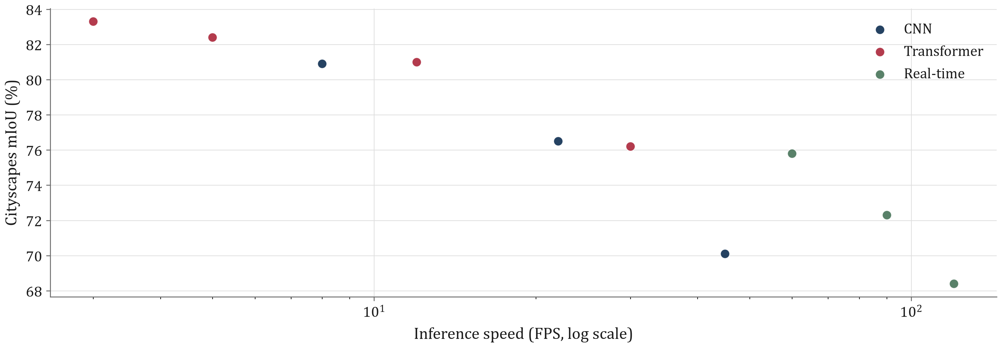 84
82
80
78
76
74
72
70
68
Cityscapes mIoU (%)
CNN
Transformer
Real-time
10¹
10²
Inference speed (FPS, log scale)